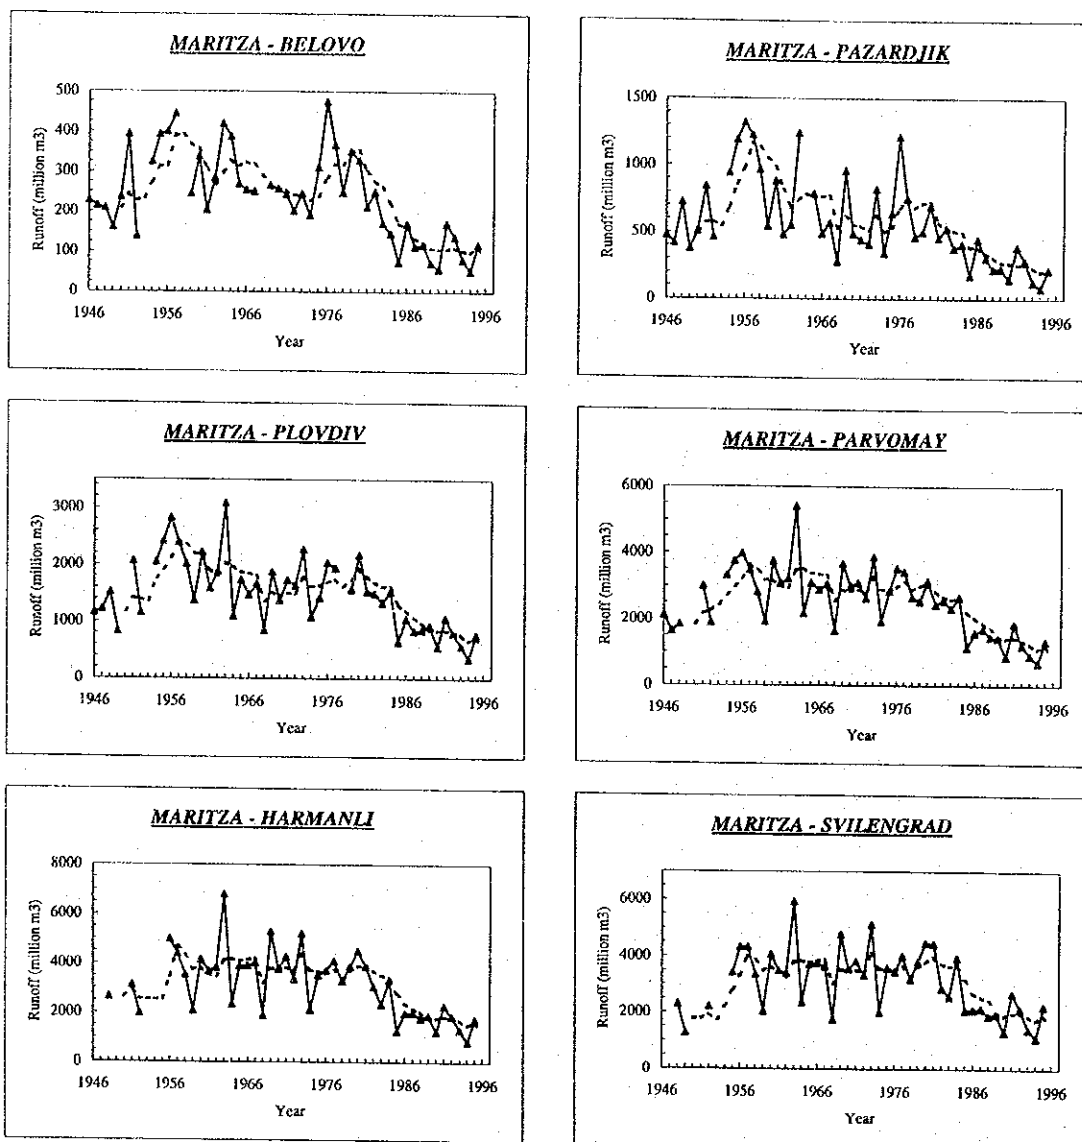 MARITZA - BELOVO
Runoff (million m3)
500
400
300
200
100
0
1946 1956 1966 1976 1986 1996
Year
MARITZA - PAZARDJIK
Runoff (million m3)
1500
1000
500
0
1946 1956 1966 1976 1986 1996
Year
MARITZA - PLOVDIV
Runoff (million m3)
3000
2000
1000
0
1946 1956 1966 1976 1986 1996
Year
MARITZA - PARVOMAY
Runoff (million m3)
6000
4000
2000
0
1946 1956 1966 1976 1986 1996
Year
MARITZA - HARMANLI
Runoff (million m3)
8000
6000
4000
2000
0
1946 1956 1966 1976 1986 1996
Year
MARITZA - SVILENGRAD
Runoff (million m3)
6000
4000
2000
0
1946 1956 1966 1976 1986 1996
Year